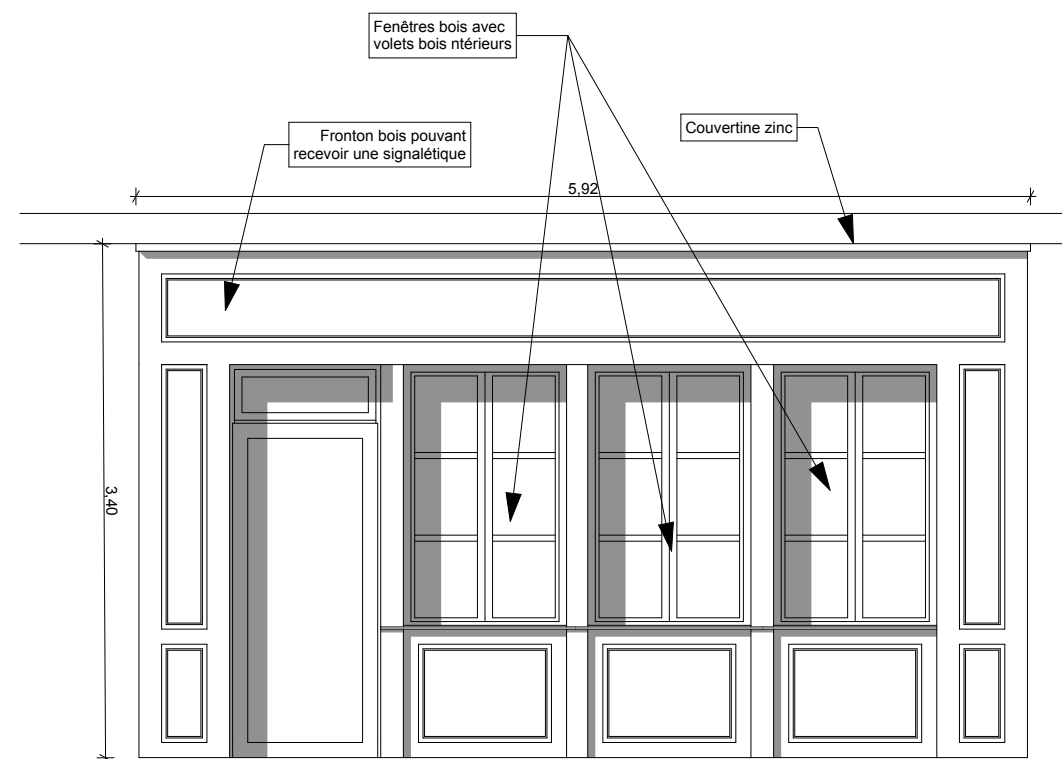 Fenêtres bois avec
volets bois ntérieurs
Fronton bois pouvant
recevoir une signalétique
Couvertine zinc
5,92
3,40